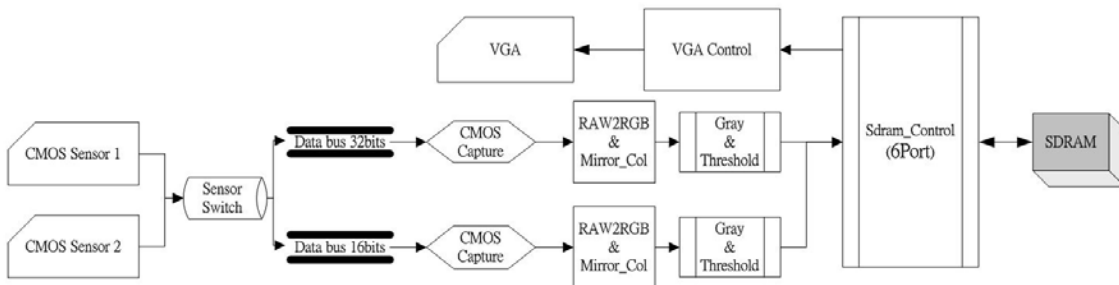 VGA
VGA Control
CMOS Sensor 1
CMOS Sensor 2
Sensor
Switch
Data bus 32bits
CMOS
Capture
RAW2RGB
&
Mirror_Col
Gray
&
Threshold
Data bus 16bits
CMOS
Capture
RAW2RGB
&
Mirror_Col
Gray
&
Threshold
Sdram_Control
(6Port)
SDRAM